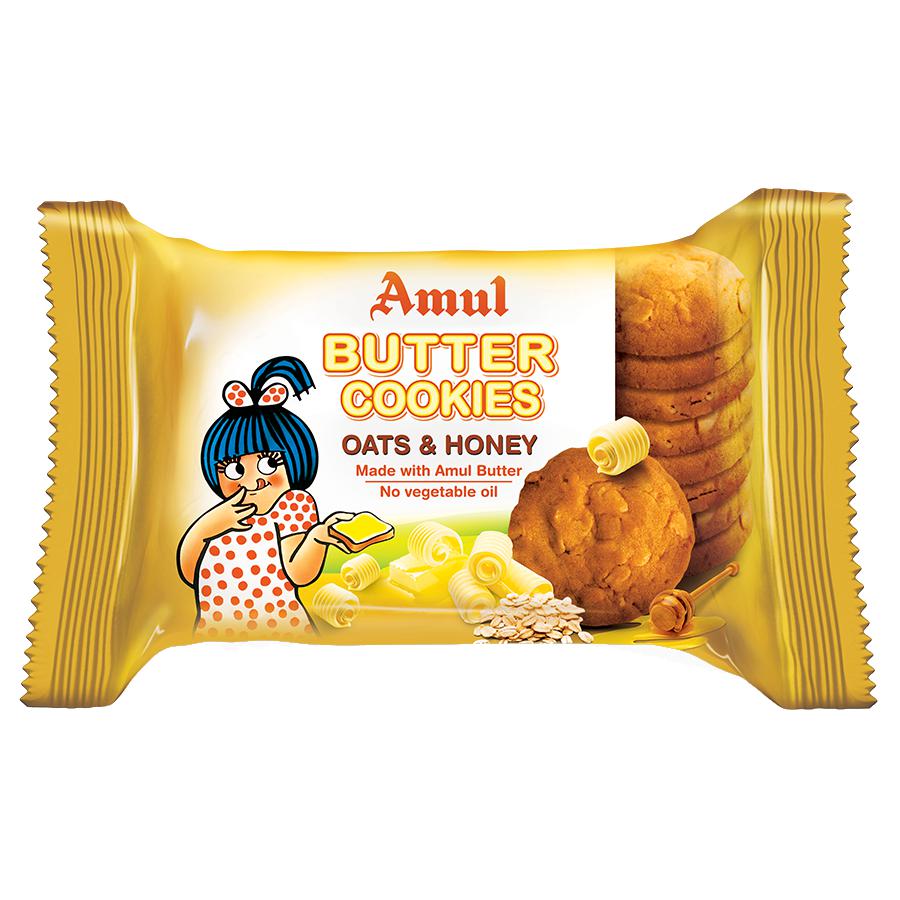 Amul
BUTTER
COOKIES
OATS & HONEY
Made with Amul Butter
No vegetable oil